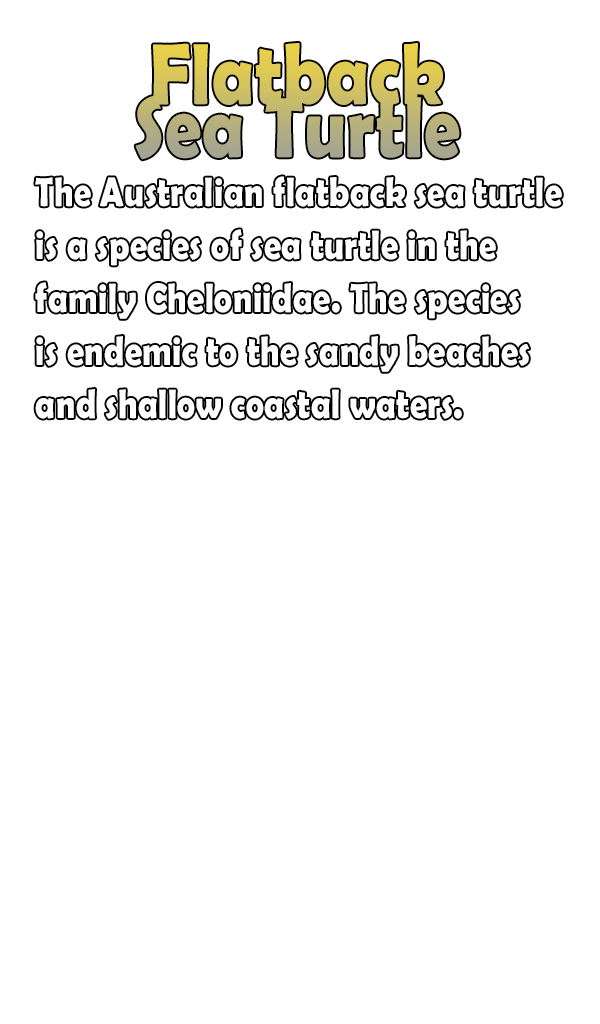 Flatback
Sea Turtle
The Australian flatback sea turtle
is a species of sea turtle in the
family Cheloniidae. The species
is endemic to the sandy beaches
and shallow coastal waters.